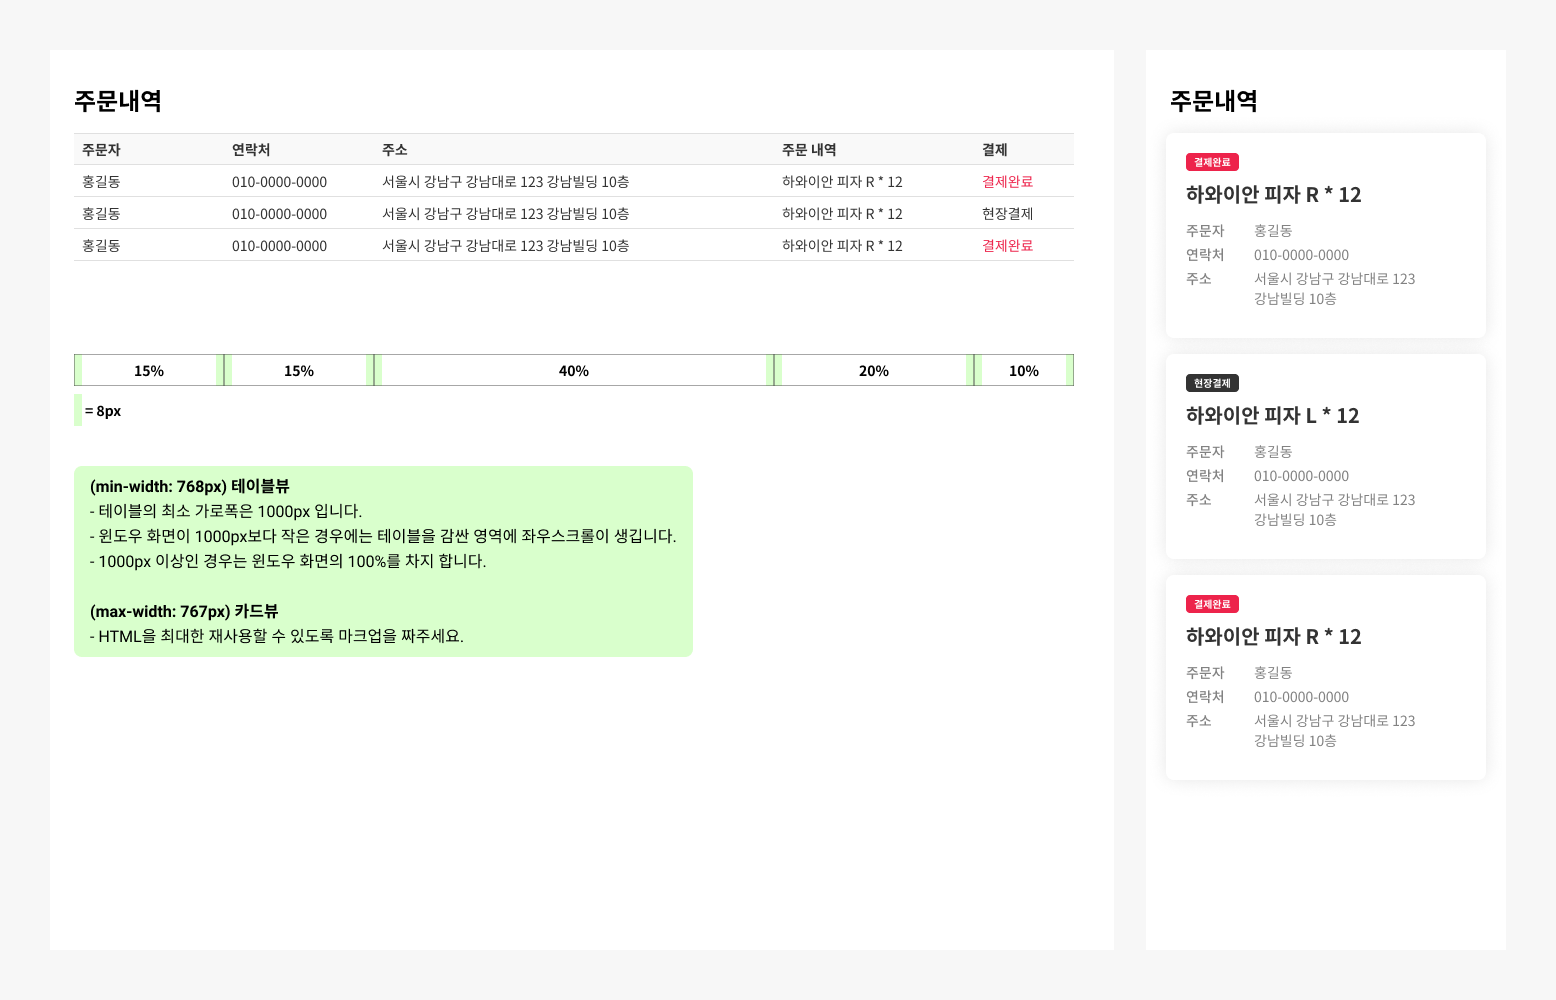 주문내역
주문자 연락처 주소 주문 내역 결제
홍길동 010-0000-0000 서울시 강남구 강남대로 123 강남빌딩 10층 하와이안 피자 R * 12 결제완료
홍길동 010-0000-0000 서울시 강남구 강남대로 123 강남빌딩 10층 하와이안 피자 R * 12 현장결제
홍길동 010-0000-0000 서울시 강남구 강남대로 123 강남빌딩 10층 하와이안 피자 R * 12 결제완료
15% 15% 40% 20% 10%
= 8px
(min-width: 768px) 테이블뷰
- 테이블의 최소 가로폭은 1000px 입니다.
- 윈도우 화면이 1000px보다 작은 경우에는 테이블을 감싼 영역에 좌우스크롤이 생깁니다.
- 1000px 이상인 경우는 윈도우 화면의 100%를 차지 합니다.
(max-width: 767px) 카드뷰
- HTML을 최대한 재사용할 수 있도록 마크업을 짜주세요.
주문내역
결제완료
하와이안 피자 R * 12
주문자 홍길동
연락처 010-0000-0000
주소 서울시 강남구 강남대로 123
강남빌딩 10층
현장결제
하와이안 피자 L * 12
주문자 홍길동
연락처 010-0000-0000
주소 서울시 강남구 강남대로 123
강남빌딩 10층
결제완료
하와이안 피자 R * 12
주문자 홍길동
연락처 010-0000-0000
주소 서울시 강남구 강남대로 123
강남빌딩 10층